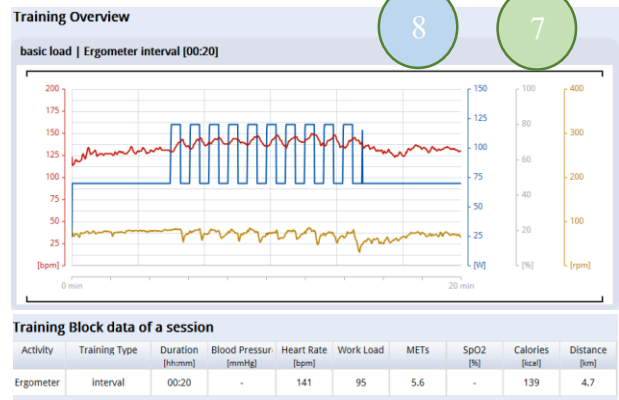 Training Overview
8 7
basic load | Ergometer interval [00:20]
200 150 100 400
175
150 125 80 300
125 100 60
100 75 200
75 40
50 50 100
25 25 20
[bpm] [W] [%] [rpm]
0 min 20 min
Training Block data of a session
Activity Training Type Duration Blood Pressur Heart Rate Work Load METs SpO2 Calories Distance
[hh:mm] [mmHg] [bpm] [%] [kcal] [km]
Ergometer interval 00:20 - 141 95 5.6 - 139 4.7